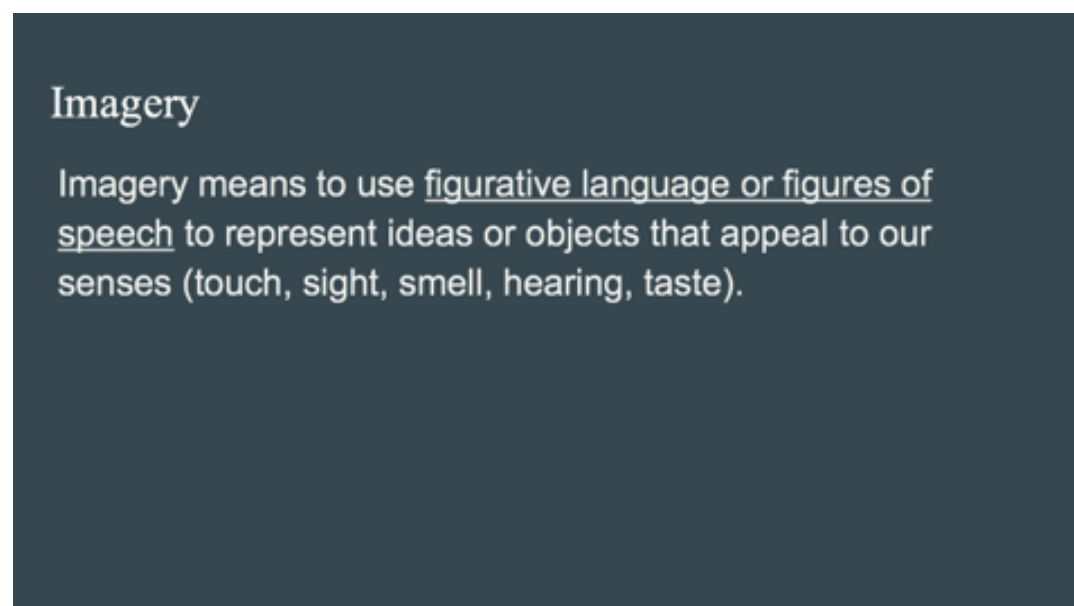 Imagery
Imagery means to use figurative language or figures of
speech to represent ideas or objects that appeal to our
senses (touch, sight, smell, hearing, taste).